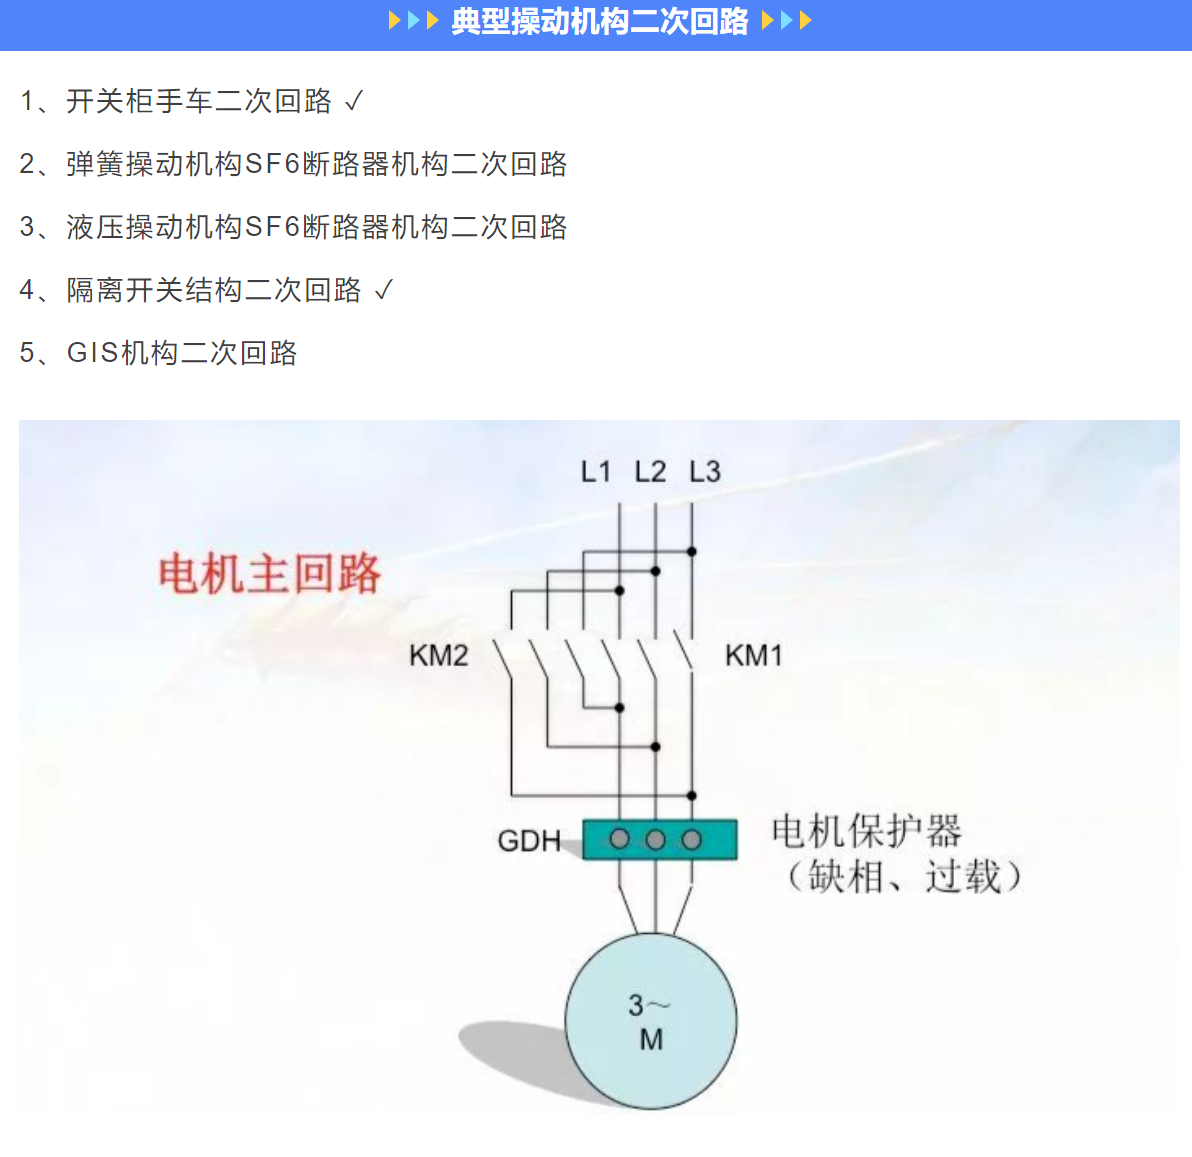 典型操动机构二次回路
1、开关柜手车二次回路 ✓
2、弹簧操动机构SF6断路器机构二次回路
3、液压操动机构SF6断路器机构二次回路
4、隔离开关结构二次回路 ✓
5、GIS机构二次回路
L1 L2 L3
电机主回路
KM2 KM1
GDH 电机保护器
（缺相、过载）
3～
M